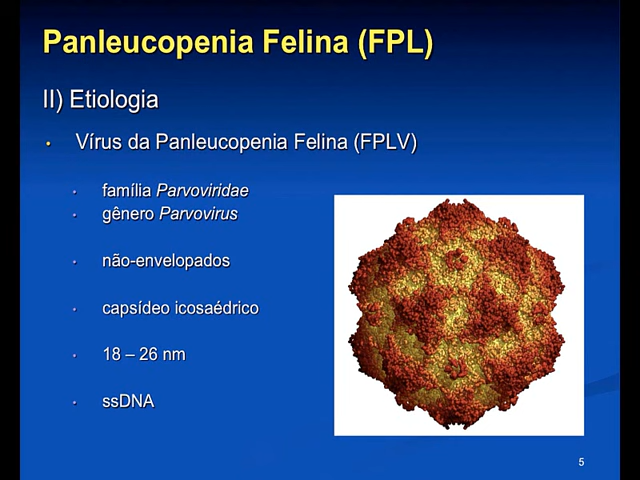 Panleucopenia Felina (FPL)
II) Etiologia
• Vírus da Panleucopenia Felina (FPLV)
• família Parvoviridae
• gênero Parvovirus
• não-envelopados
• capsídeo icosaédrico
• 18 – 26 nm
• ssDNA
5